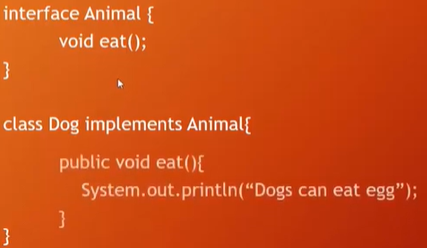 interface Animal {
void eat();
}
class Dog implements Animal{
public void eat(){
System.out.println(“Dogs can eat egg”);
}
}